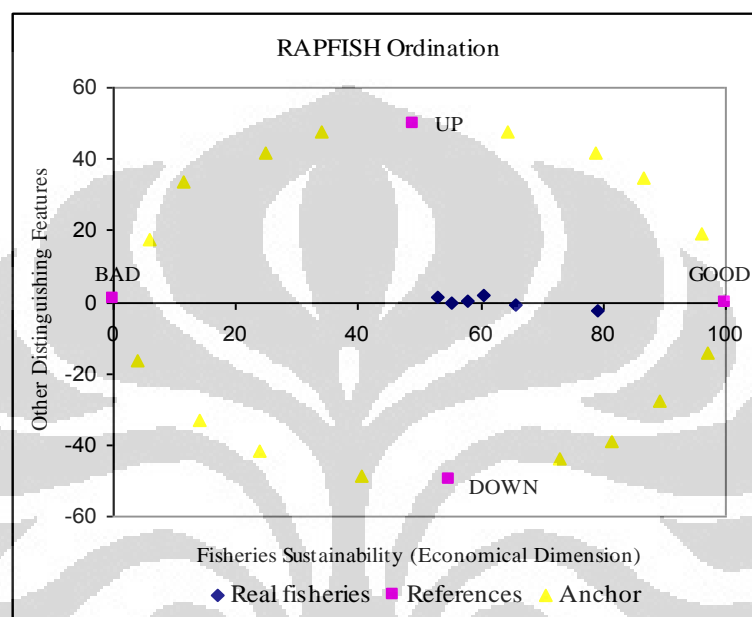 RAPFISH Ordination
60
UP
40
20
BAD
GOOD
0
0 20 40 60 80 100
-20
-40
DOWN
-60
Other Distinguishing Features
Fisheries Sustainability (Economical Dimension)
Real fisheries References Anchor